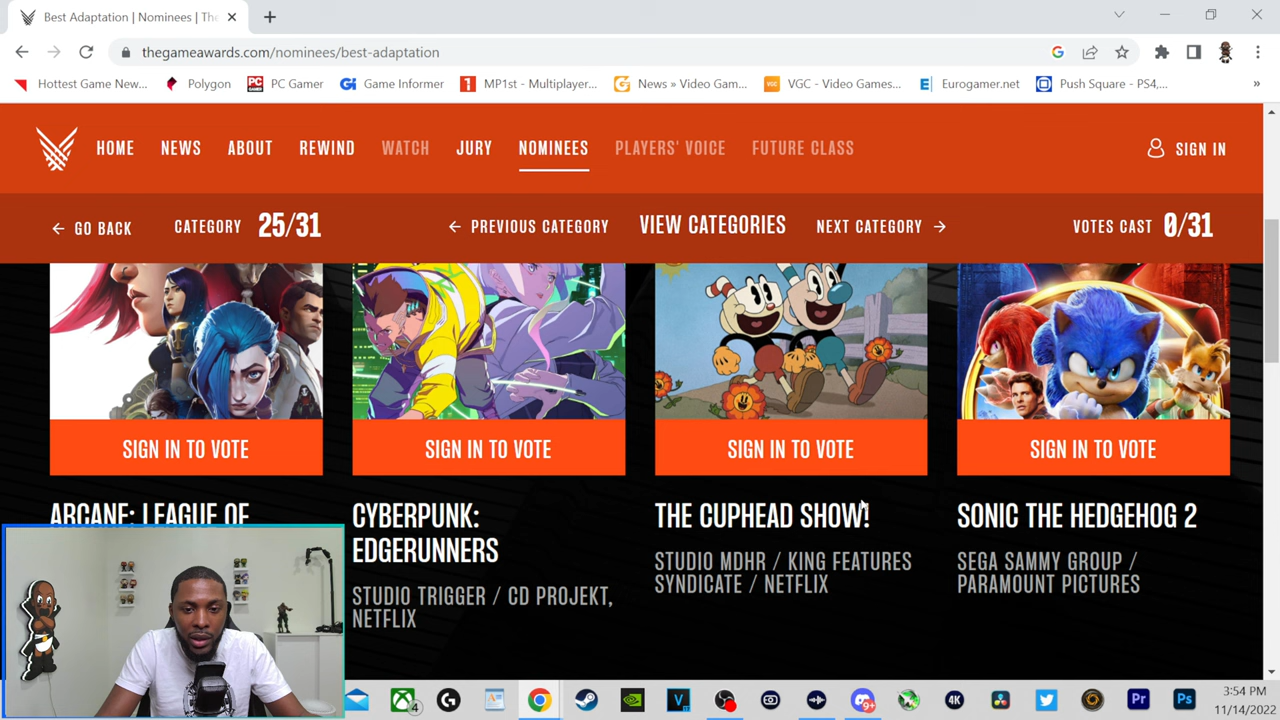 Best Adaptation | Nominees | The
thegameawards.com/nominees/best-adaptation
Hottest Game New... Polygon PC Gamer Game Informer MP1st - Multiplayer... News » Video Gam... VGC - Video Games... Eurogamer.net Push Square - PS4,... »
HOME NEWS ABOUT REWIND WATCH JURY NOMINEES PLAYERS' VOICE FUTURE CLASS SIGN IN
← GO BACK CATEGORY 25/31 ← PREVIOUS CATEGORY VIEW CATEGORIES NEXT CATEGORY → VOTES CAST 0/31
SIGN IN TO VOTE SIGN IN TO VOTE SIGN IN TO VOTE SIGN IN TO VOTE
ARCANE: LEAGUE OF
CYBERPUNK:
EDGERUNNERS
STUDIO TRIGGER / CD PROJEKT,
NETFLIX
THE CUPHEAD SHOW!
STUDIO MDHR / KING FEATURES
SYNDICATE / NETFLIX
SONIC THE HEDGEHOG 2
SEGA SAMMY GROUP /
PARAMOUNT PICTURES
4 9+ 4K Pr Ps
3:54 PM
11/14/2022